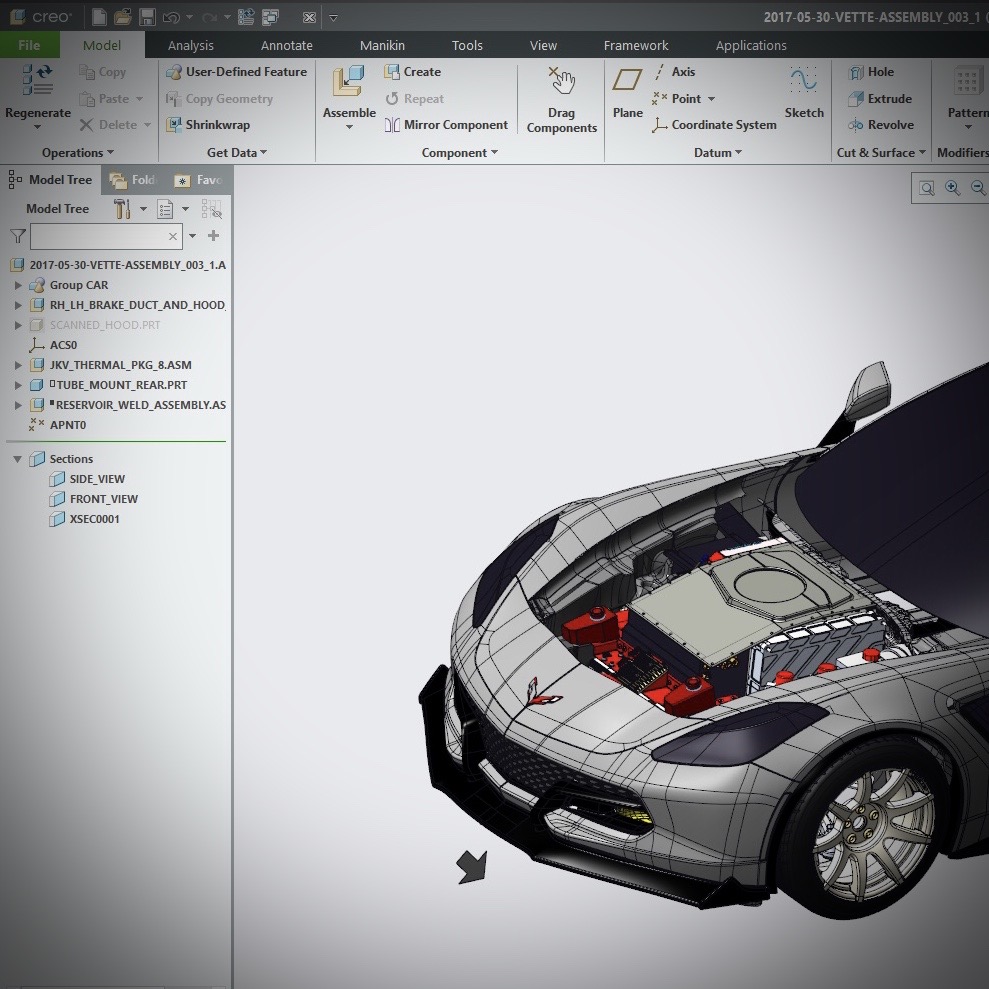 creo
2017-05-30-VETTE-ASSEMBLY_003_1 (
File Model Analysis Annotate Manikin Tools View Framework Applications
Regenerate
Copy
Paste
Delete
Operations
User-Defined Feature
Copy Geometry
Shrinkwrap
Get Data
Assemble
Create
Repeat
Mirror Component
Drag
Components
Component
Plane
Axis
Point
Coordinate System
Sketch
Datum
Hole
Extrude
Revolve
Cut & Surface
Pattern
Modifiers
Model Tree
Fold
Favo
Model Tree
2017-05-30-VETTE-ASSEMBLY_003_1.A
Group CAR
RH_LH_BRAKE_DUCT_AND_HOOD_
SCANNED_HOOD.PRT
ACS0
JKV_THERMAL_PKG_8.ASM
TUBE_MOUNT_REAR.PRT
RESERVOIR_WELD_ASSEMBLY.AS
APNT0
Sections
SIDE_VIEW
FRONT_VIEW
XSEC0001